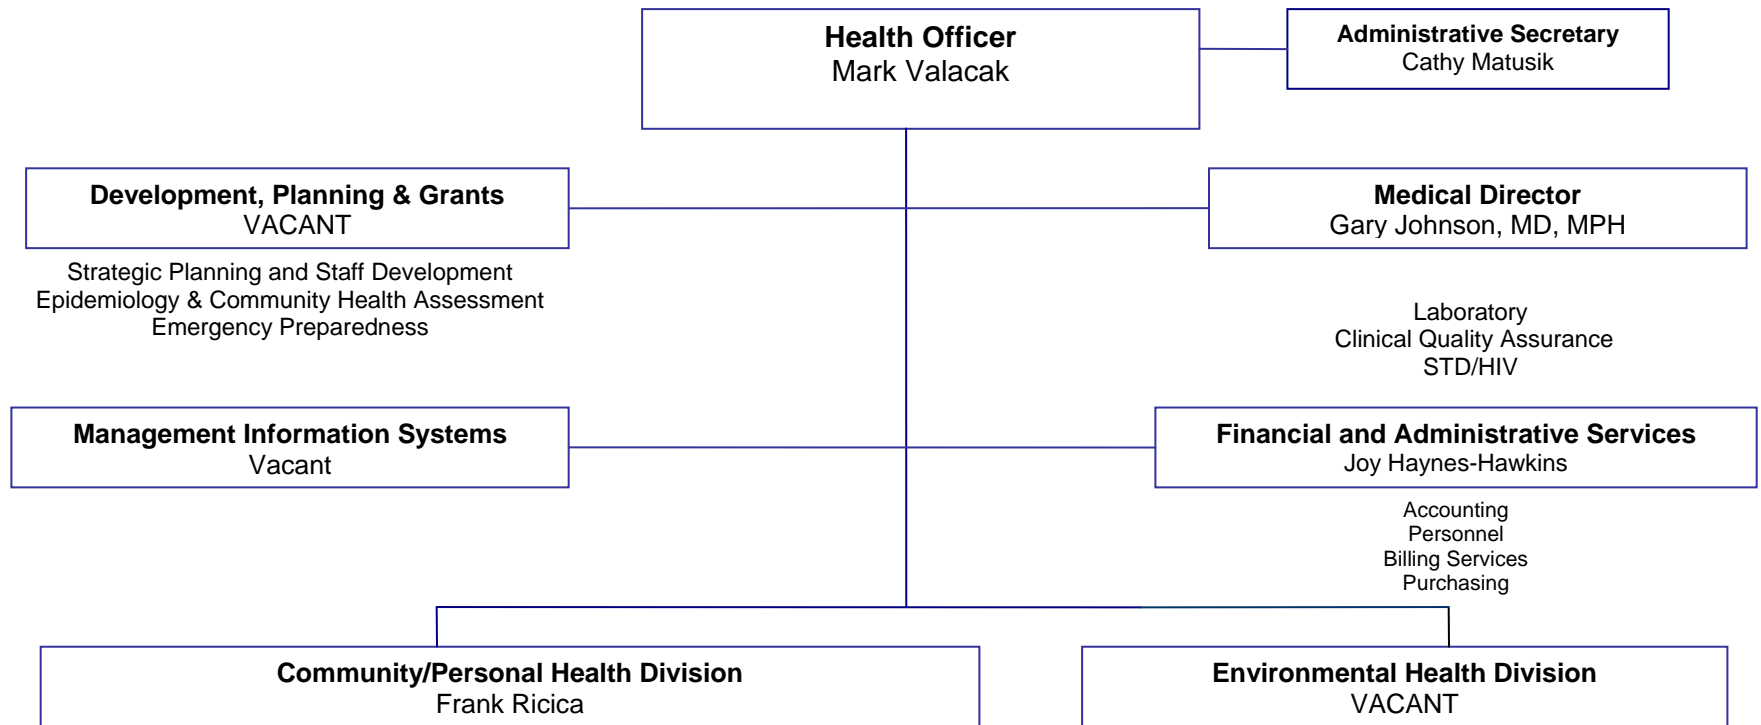 Health Officer
Mark Valacak
Administrative Secretary
Cathy Matusik
Development, Planning & Grants
VACANT
Strategic Planning and Staff Development
Epidemiology & Community Health Assessment
Emergency Preparedness
Medical Director
Gary Johnson, MD, MPH
Laboratory
Clinical Quality Assurance
STD/HIV
Management Information Systems
Vacant
Financial and Administrative Services
Joy Haynes-Hawkins
Accounting
Personnel
Billing Services
Purchasing
Community/Personal Health Division
Frank Ricica
Environmental Health Division
VACANT